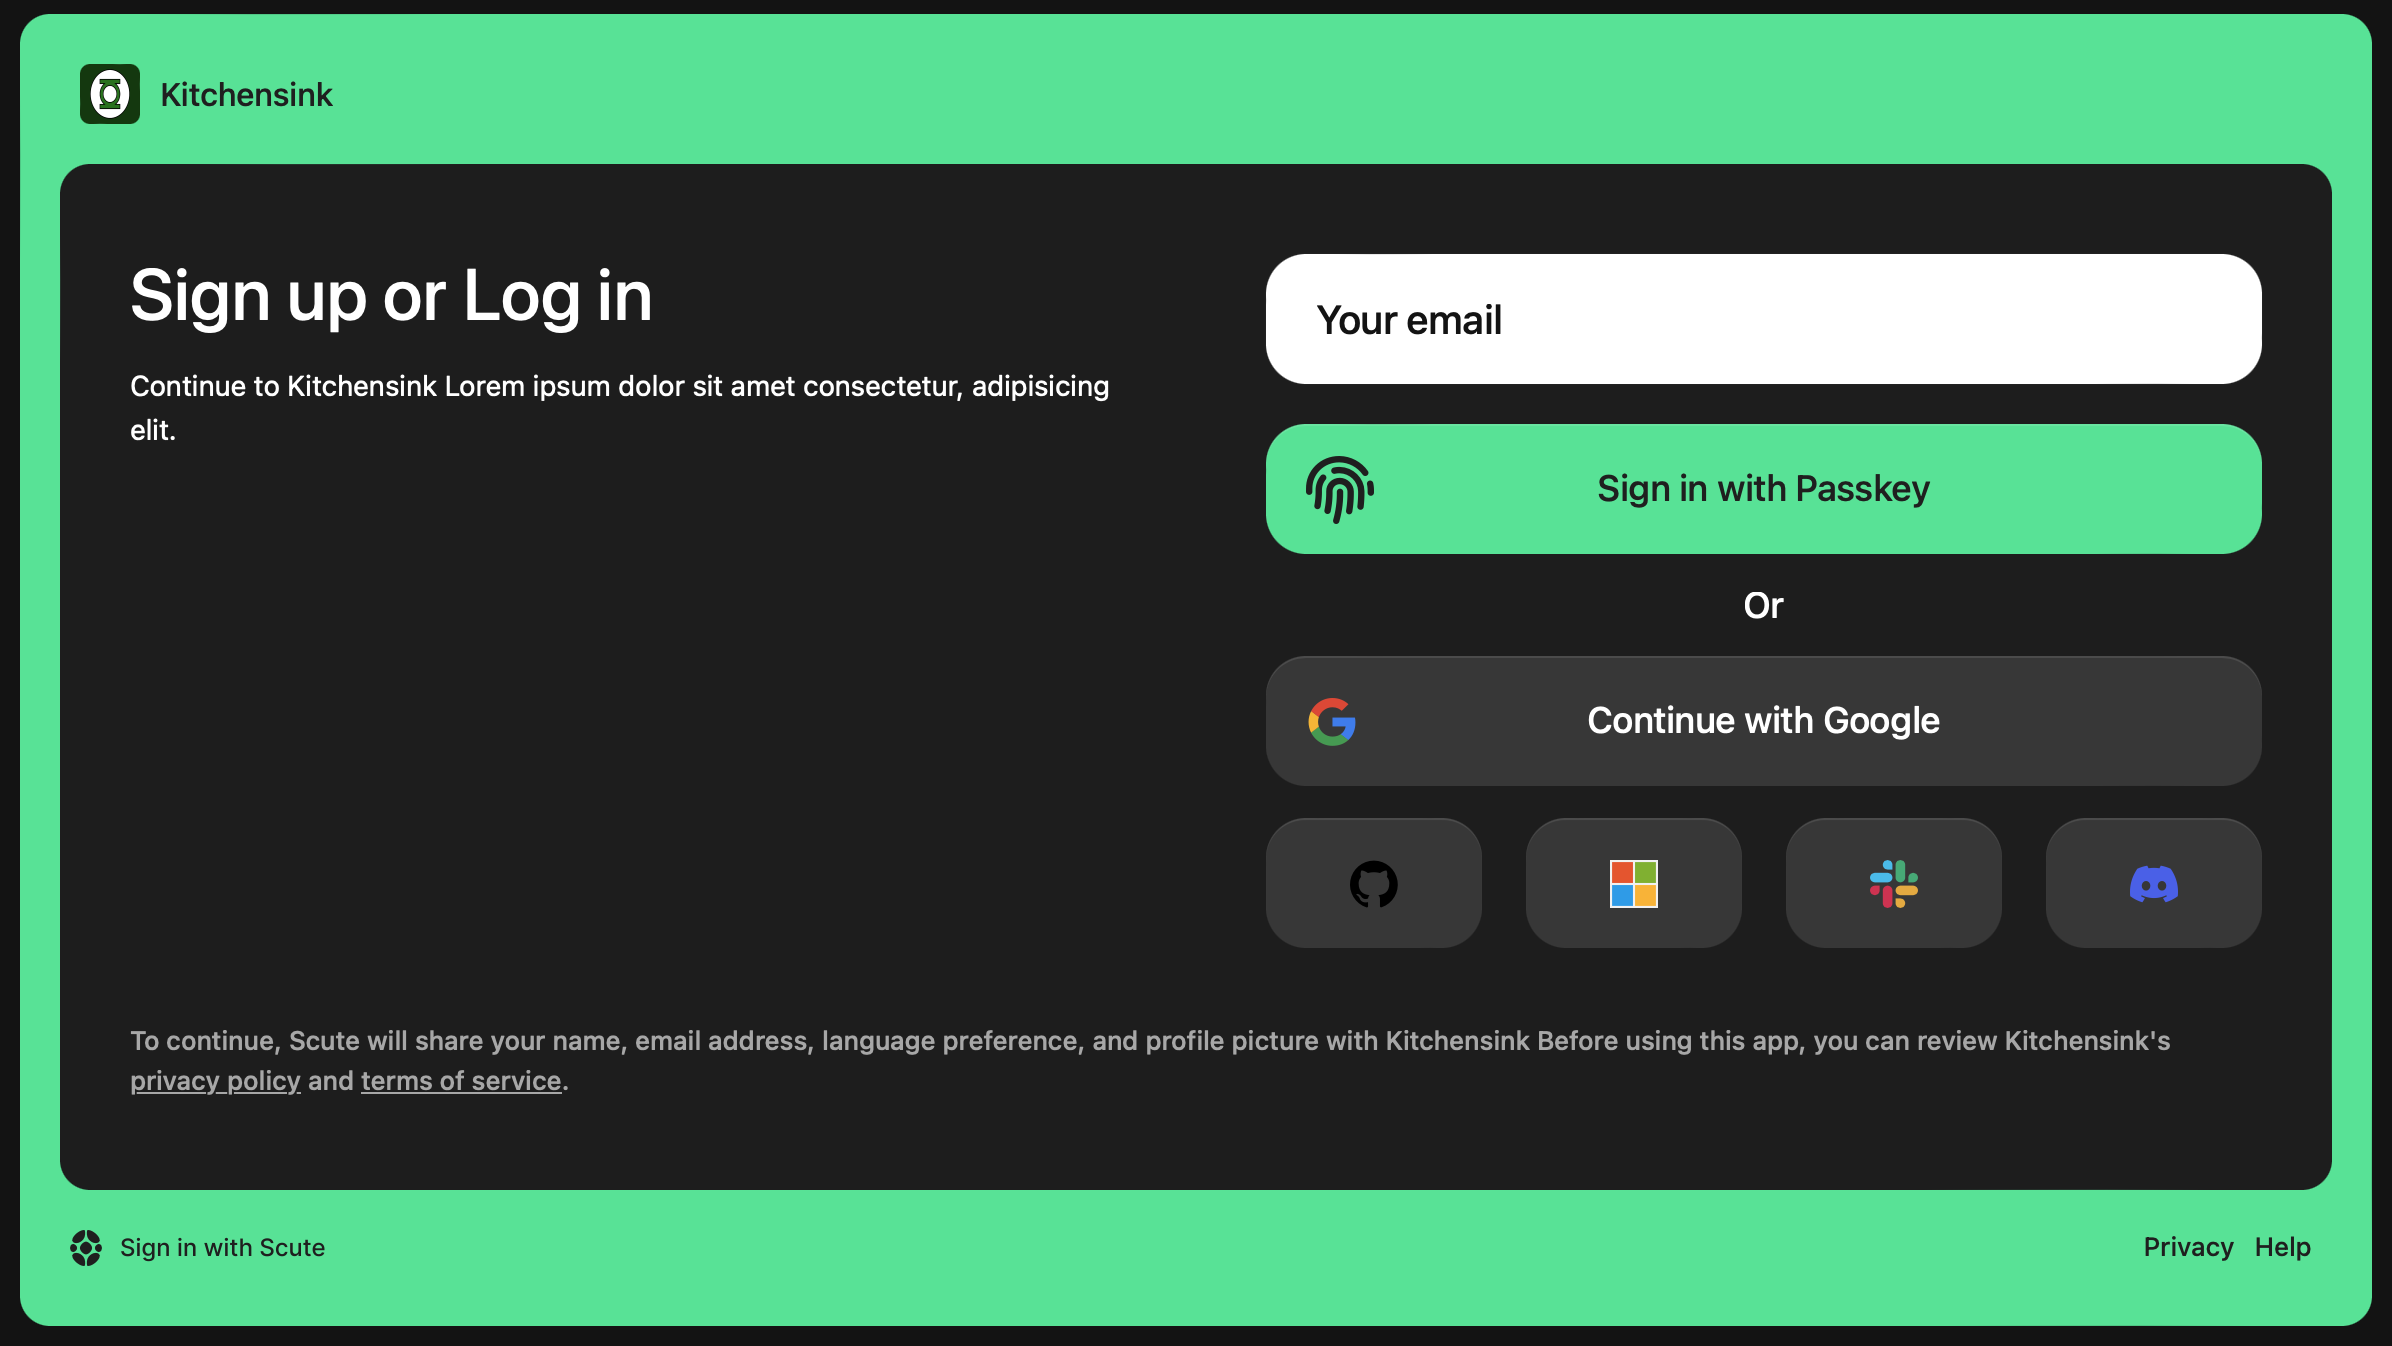 Kitchensink
Sign up or Log in
Continue to Kitchensink Lorem ipsum dolor sit amet consectetur, adipisicing
elit.
Your email
Sign in with Passkey
Or
Continue with Google
To continue, Scute will share your name, email address, language preference, and profile picture with Kitchensink Before using this app, you can review Kitchensink's
privacy policy and terms of service.
Sign in with Scute
Privacy Help